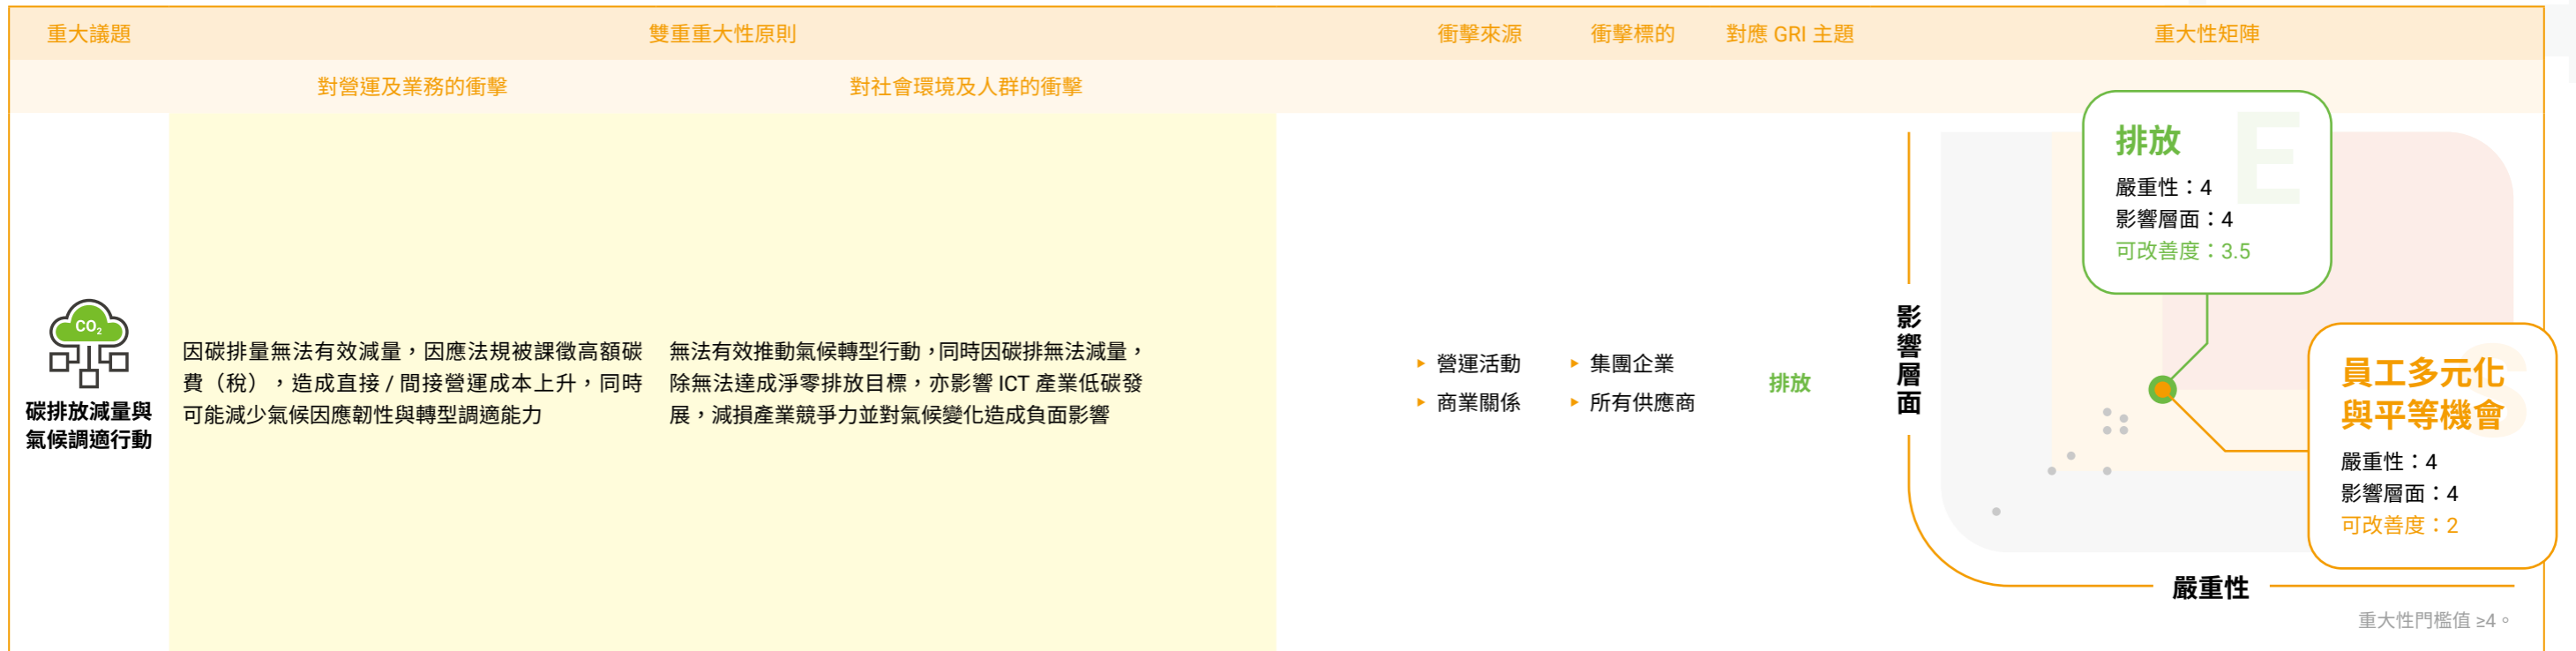 重大議題
雙重重大性原則
衝擊來源
衝擊標的
對應 GRI 主題
重大性矩陣
對營運及業務的衝擊
對社會環境及人群的衝擊
CO₂
碳排放減量與
氣候調適行動
因碳排量無法有效減量，因應法規被課徵高額碳
費（稅），造成直接 / 間接營運成本上升，同時
可能減少氣候因應韌性與轉型調適能力
無法有效推動氣候轉型行動，同時因碳排無法減量，
除無法達成淨零排放目標，亦影響 ICT 產業低碳發
展，減損產業競爭力並對氣候變化造成負面影響
▸ 營運活動
▸ 商業關係
▸ 集團企業
▸ 所有供應商
排放
影響層面
E
排放
嚴重性：4
影響層面：4
可改善度：3.5
S
員工多元化
與平等機會
嚴重性：4
影響層面：4
可改善度：2
嚴重性
重大性門檻值 ≥4。